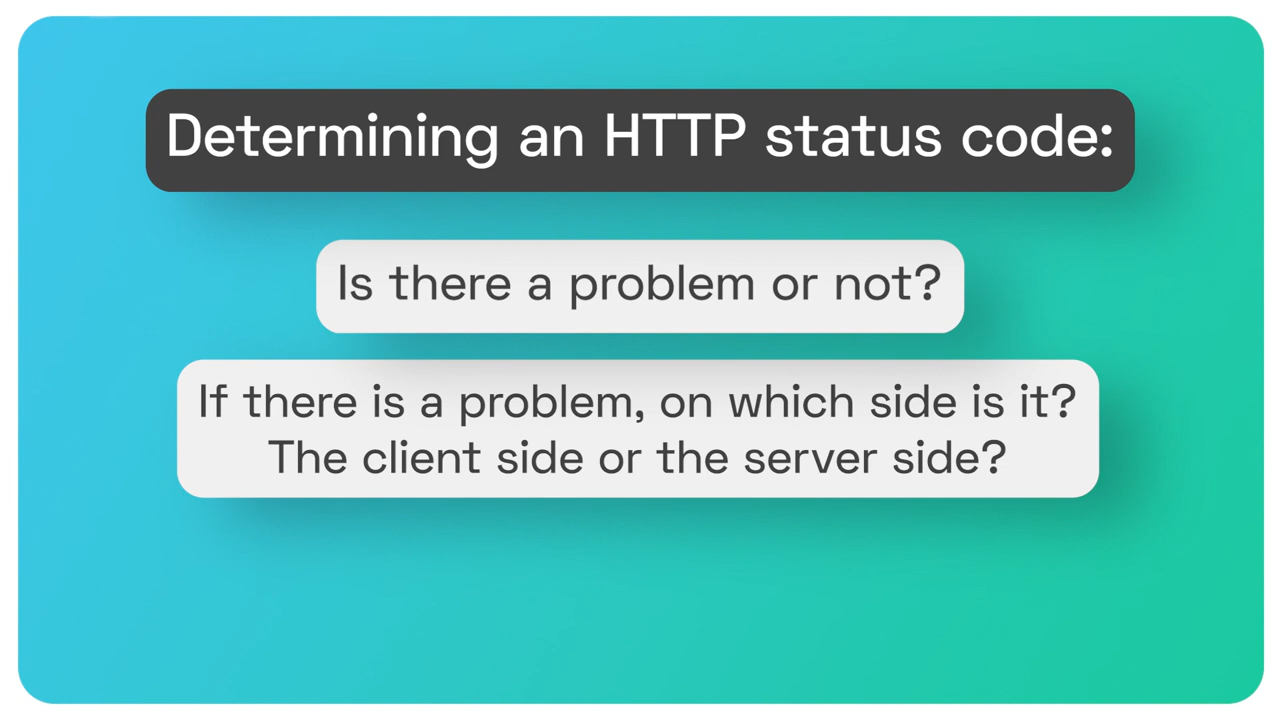 Determining an HTTP status code:
Is there a problem or not?
If there is a problem, on which side is it?
The client side or the server side?